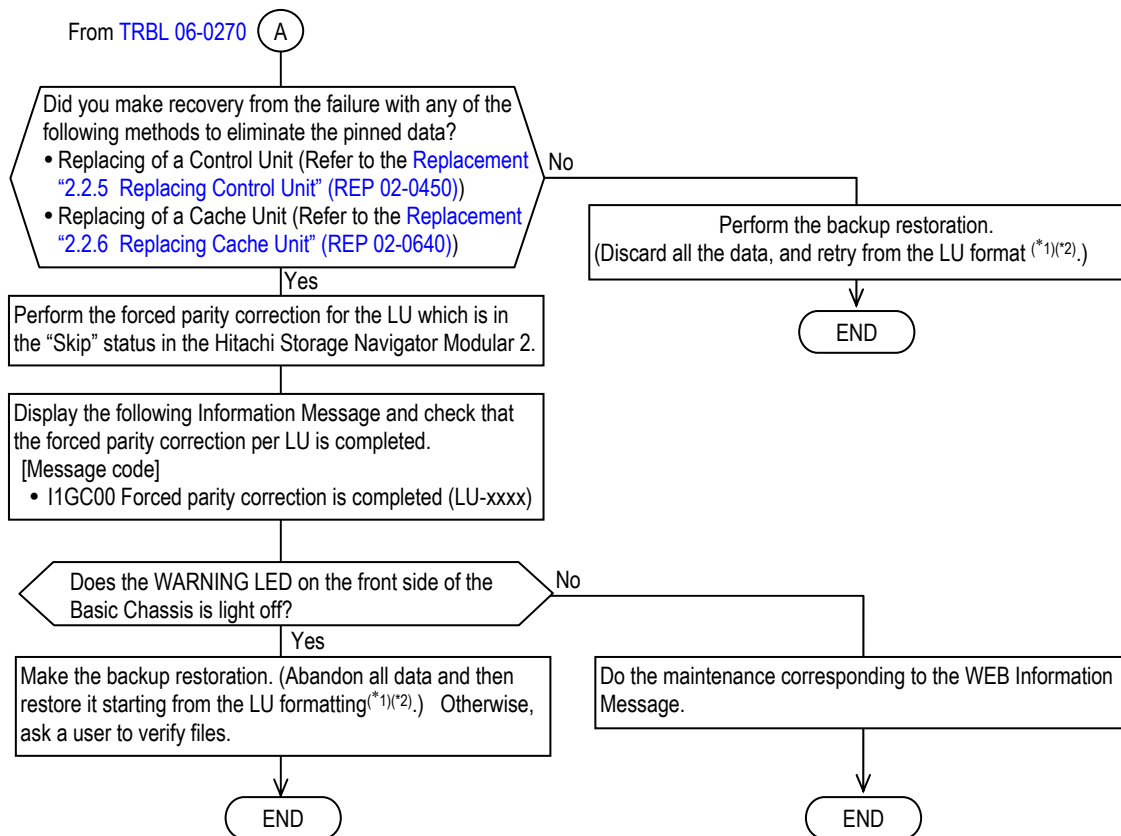 From TRBL 06-0270
A
Did you make recovery from the failure with any of the
following methods to eliminate the pinned data?
• Replacing of a Control Unit (Refer to the Replacement
“2.2.5 Replacing Control Unit” (REP 02-0450))
• Replacing of a Cache Unit (Refer to the Replacement
“2.2.6 Replacing Cache Unit” (REP 02-0640))
No
Perform the backup restoration.
(Discard all the data, and retry from the LU format (*1)(*2).)
END
Yes
Perform the forced parity correction for the LU which is in
the “Skip” status in the Hitachi Storage Navigator Modular 2.
Display the following Information Message and check that
the forced parity correction per LU is completed.
[Message code]
• I1GC00 Forced parity correction is completed (LU-xxxx)
Does the WARNING LED on the front side of the
Basic Chassis is light off?
No
Yes
Make the backup restoration. (Abandon all data and then
restore it starting from the LU formatting(*1)(*2).) Otherwise,
ask a user to verify files.
Do the maintenance corresponding to the WEB Information
Message.
END
END